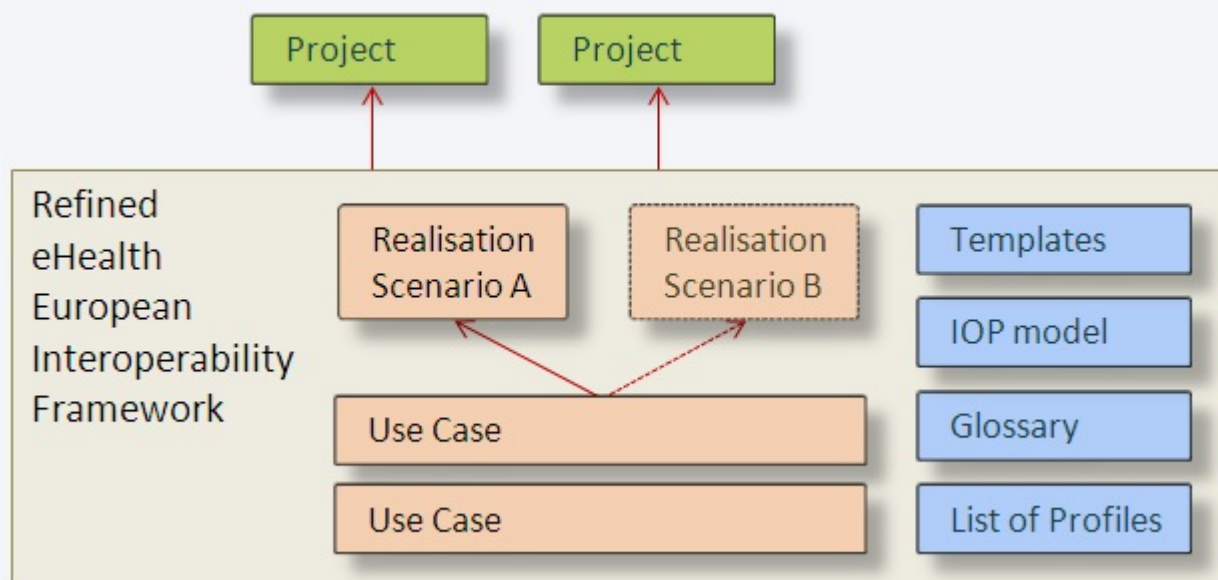 Project
Project
Refined
eHealth
European
Interoperability
Framework
Realisation
Scenario A
Realisation
Scenario B
Use Case
Use Case
Templates
IOP model
Glossary
List of Profiles